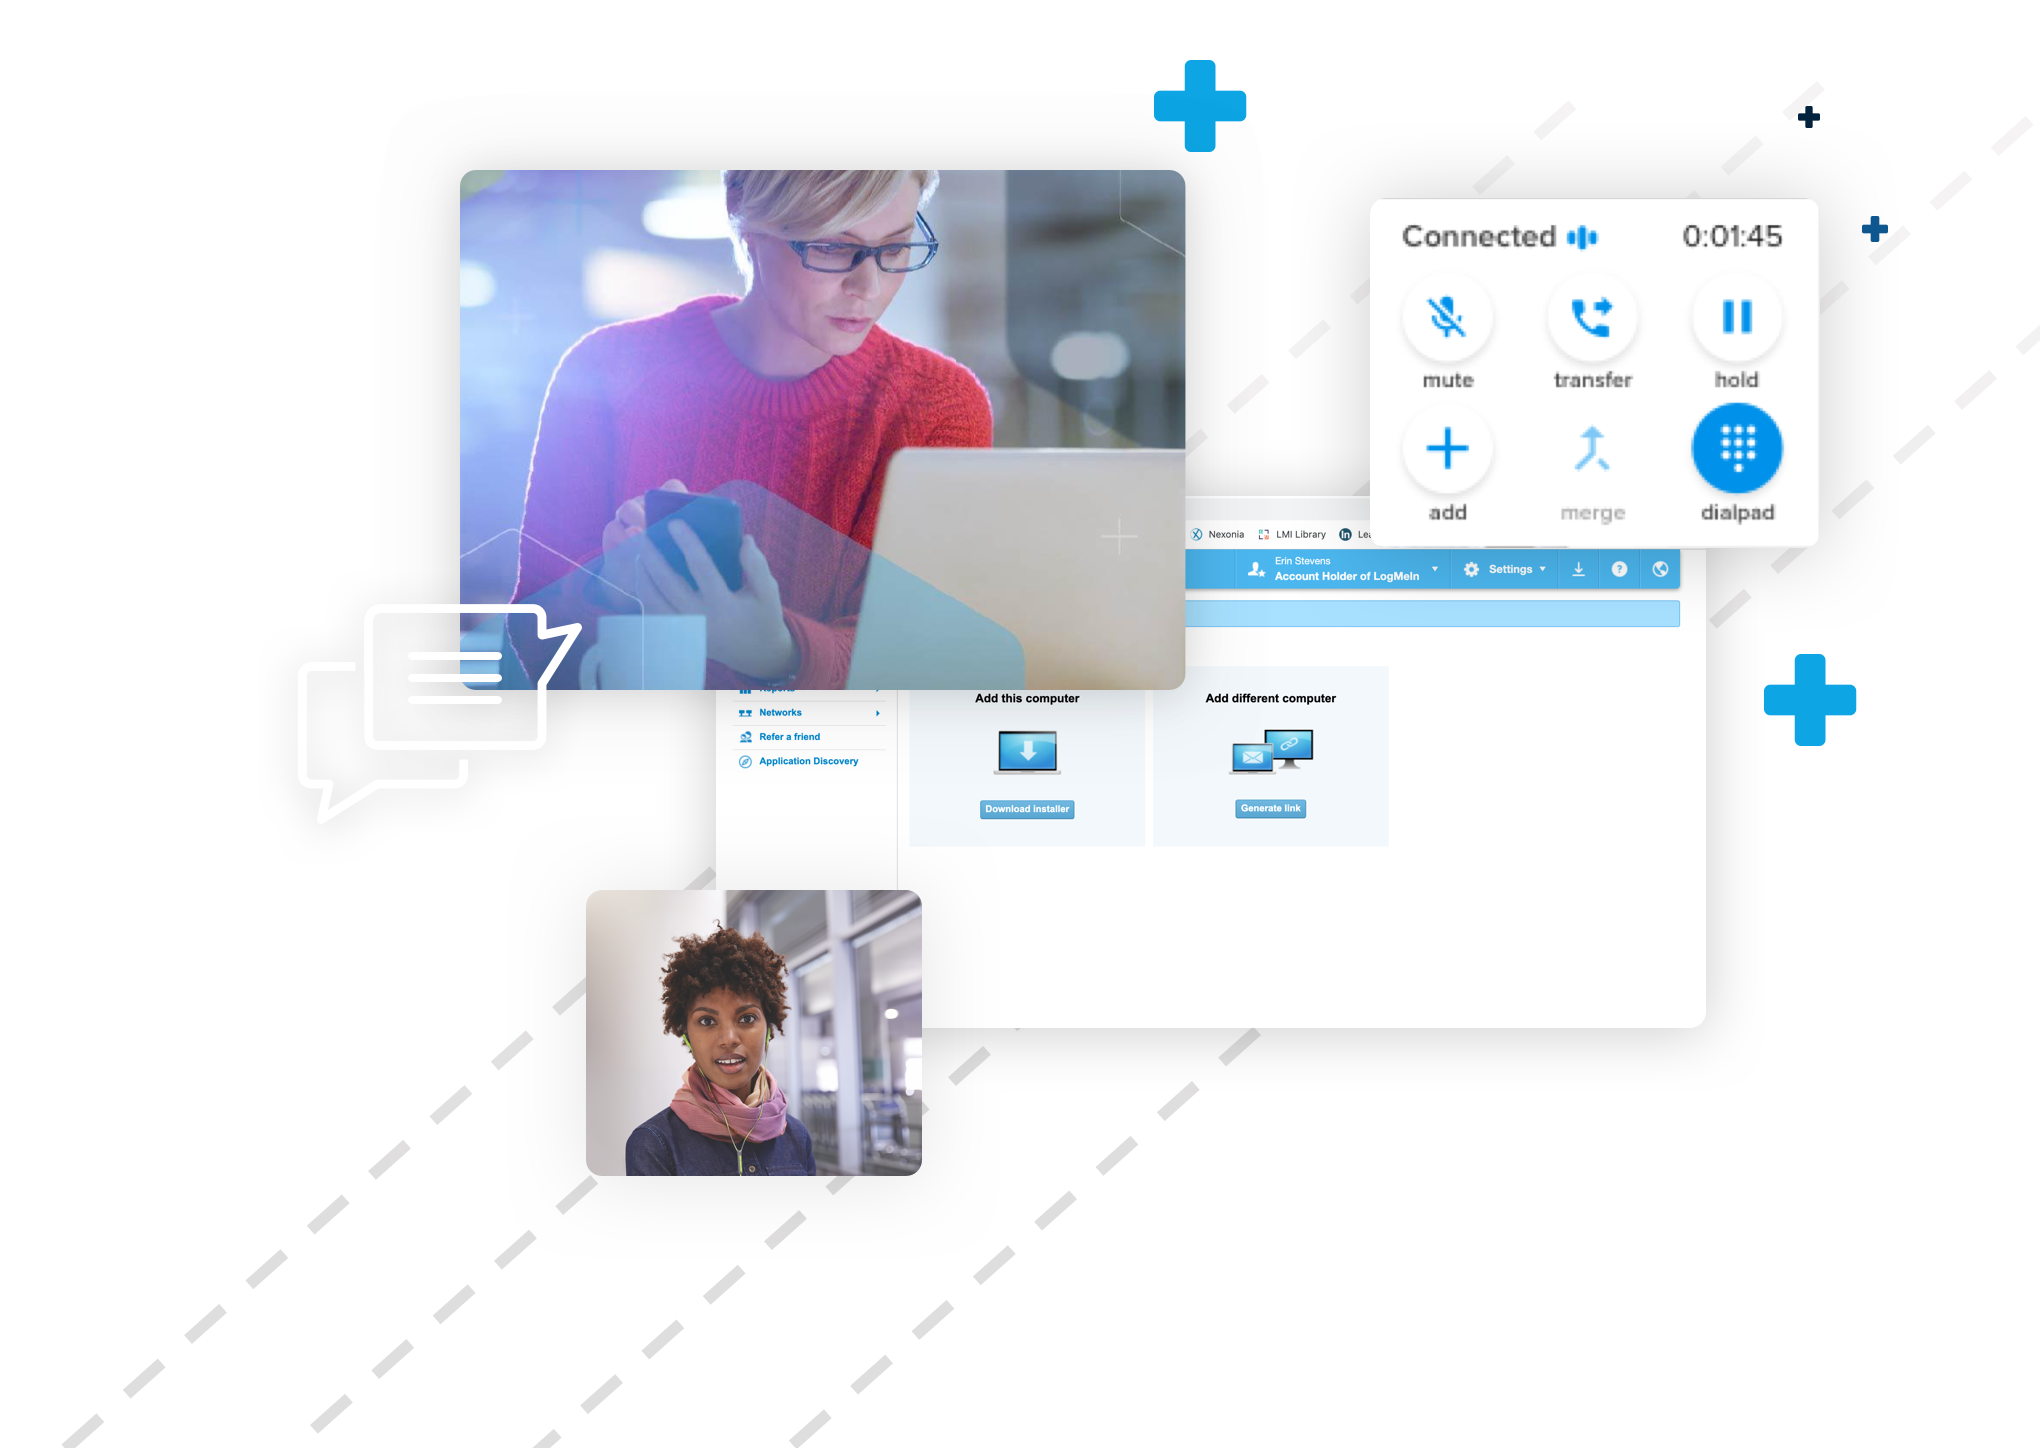 Connected 0:01:45
mute transfer hold
add merge dialpad
Nexonia LMI Library
Erin Stevens
Account Holder of LogMeIn Settings
Reports
Networks
Refer a friend
Application Discovery
Add this computer
Download installer
Add different computer
Generate link